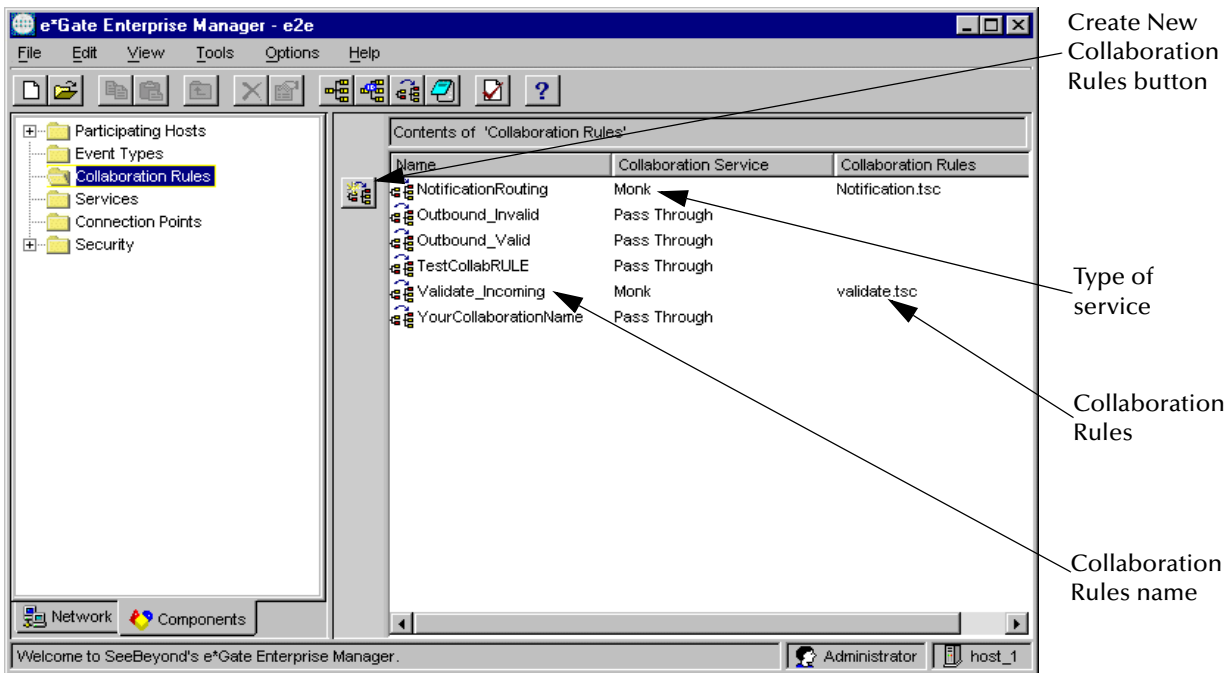 e*Gate Enterprise Manager - e2e
File Edit View Tools Options Help
?
Participating Hosts
Event Types
Collaboration Rules
Services
Connection Points
Security
Network
Components
Contents of 'Collaboration Rules'
Name Collaboration Service Collaboration Rules
NotificationRouting Monk Notification.tsc
Outbound_Invalid Pass Through
Outbound_Valid Pass Through
TestCollabRULE Pass Through
Validate_Incoming Monk validate.tsc
YourCollaborationName Pass Through
Welcome to SeeBeyond's e*Gate Enterprise Manager.
Administrator
host_1
Create New
Collaboration
Rules button
Type of
service
Collaboration
Rules
Collaboration
Rules name